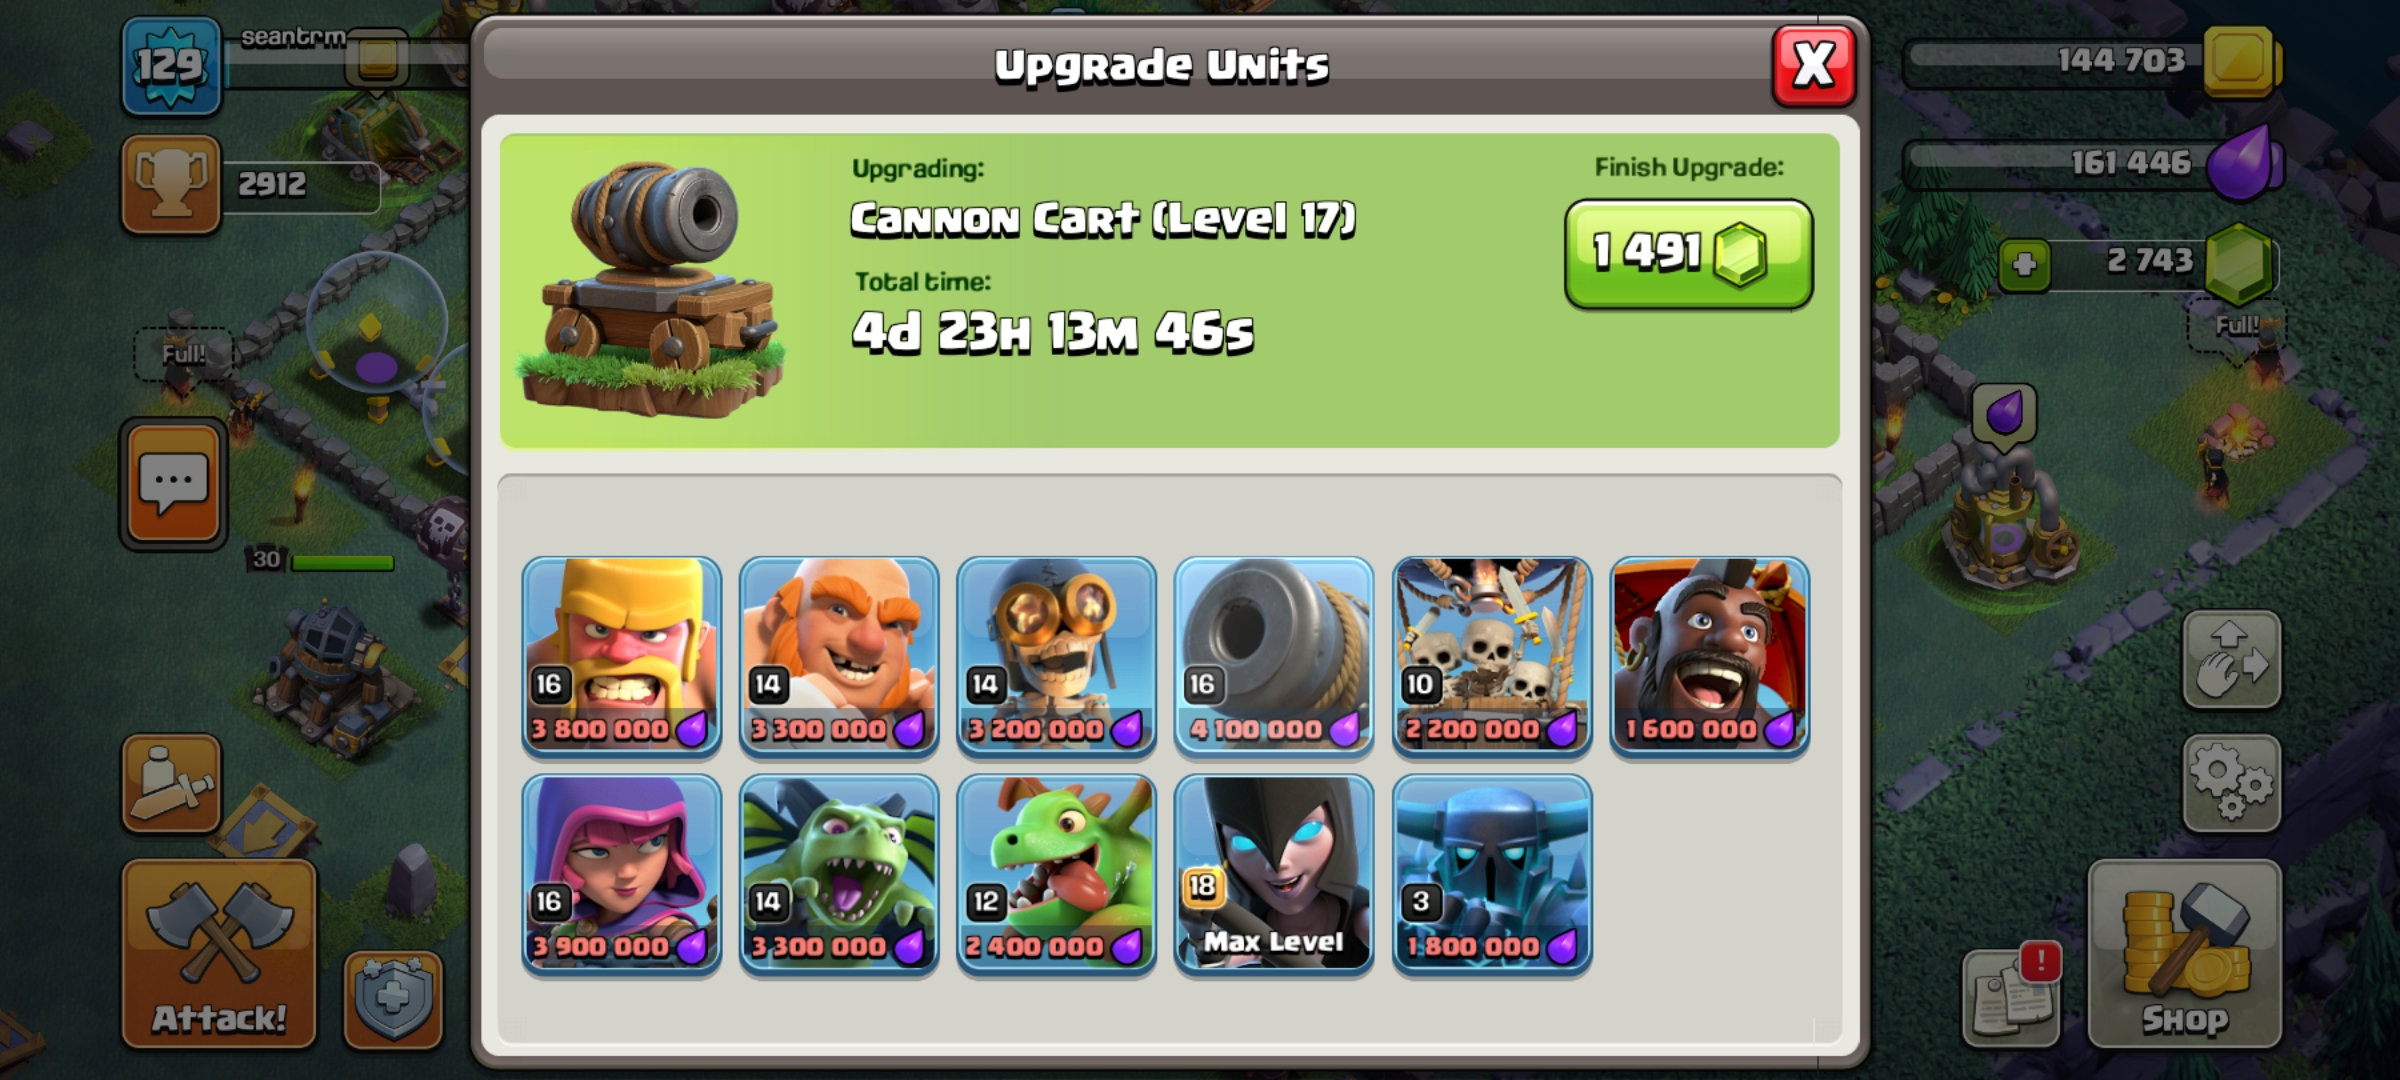 129
seantrm
Upgrade Units
X
144 703
2912
161 446
2 743
Full!
Full!
Upgrading:
Cannon Cart (Level 17)
Total time:
4d 23H 13M 46s
Finish Upgrade:
1 491
30
16
3 800 000
14
3 300 000
14
3 200 000
16
4 100 000
10
2 200 000
1 600 000
16
3 900 000
14
3 300 000
12
2 400 000
18
Max Level
3
1 800 000
Attack!
!
Shop